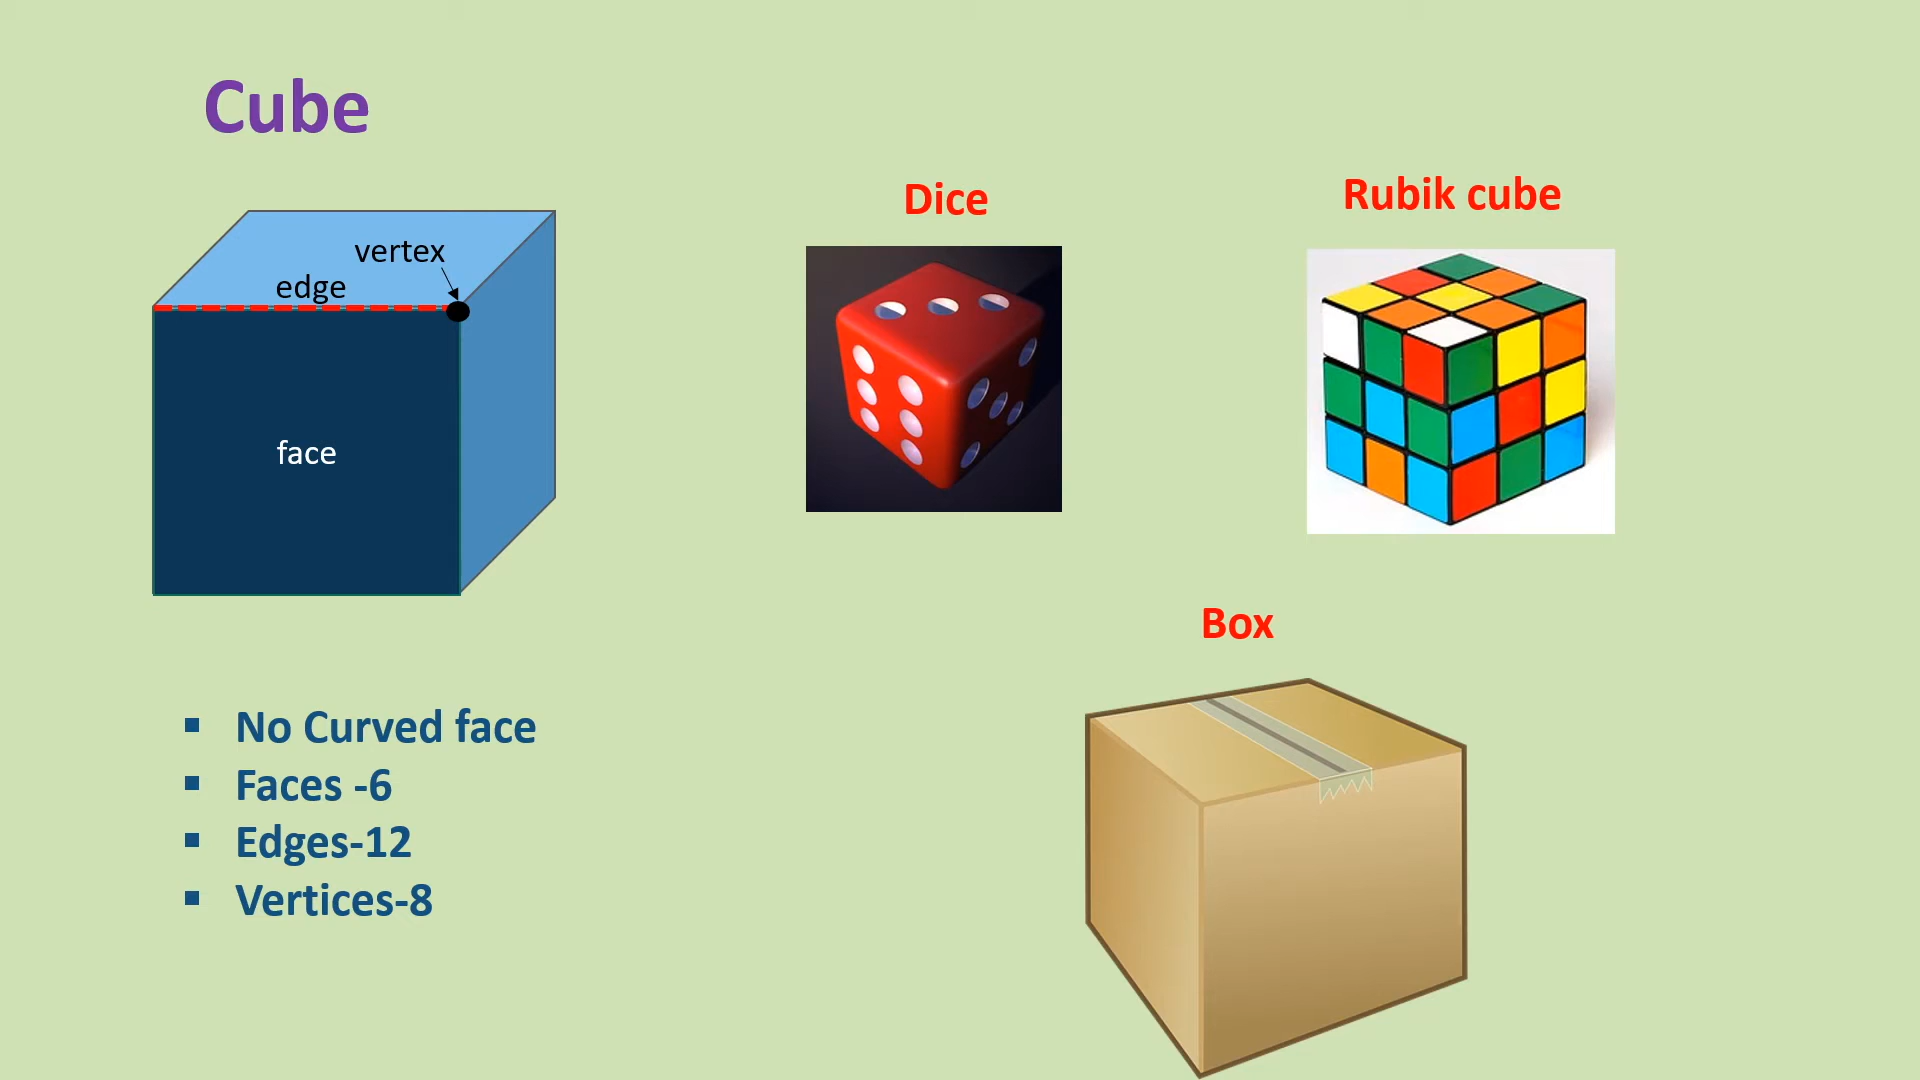 Cube
vertex
edge
face
Dice
Rubik cube
Box
▪ No Curved face
▪ Faces -6
▪ Edges-12
▪ Vertices-8